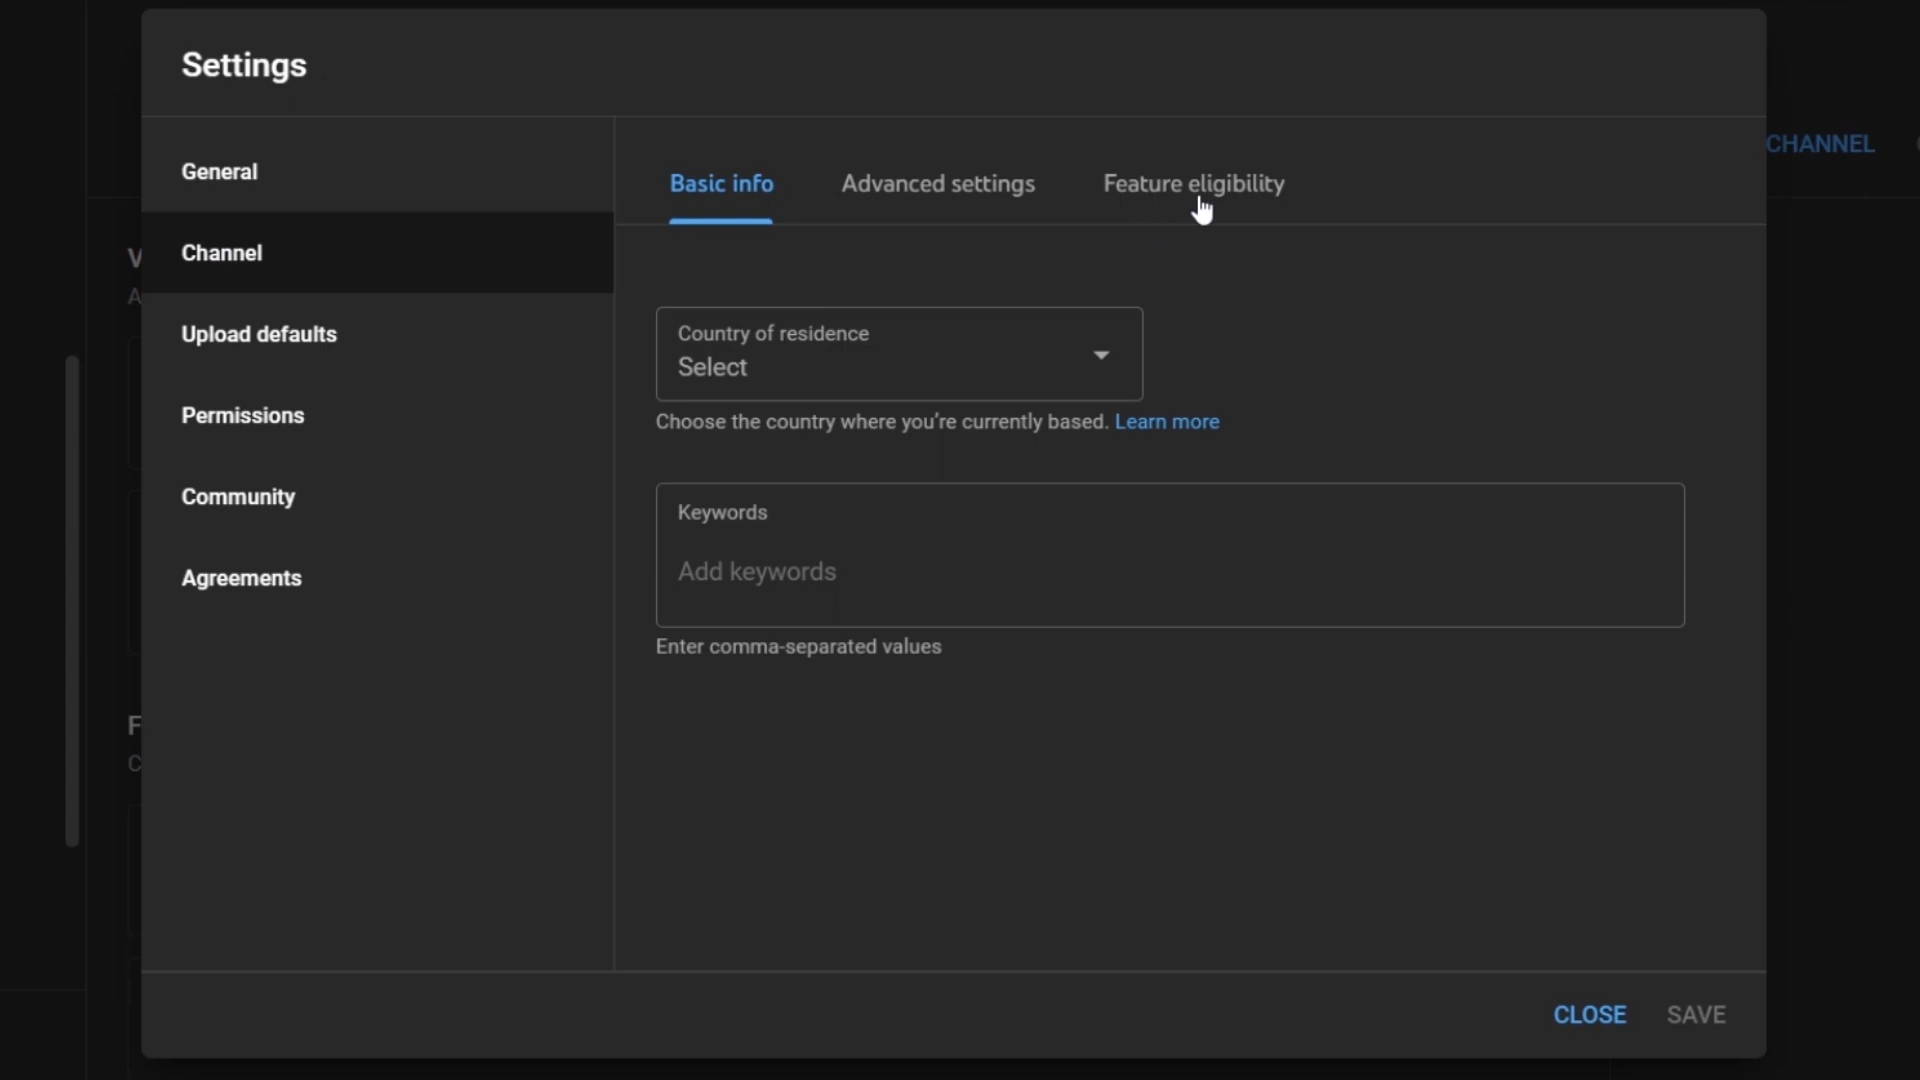 Settings
CHANNEL
General
Channel
Upload defaults
Permissions
Community
Agreements
Basic info
Advanced settings
Feature eligibility
Country of residence
Select
Choose the country where you're currently based. Learn more
Keywords
Add keywords
Enter comma-separated values
CLOSE
SAVE